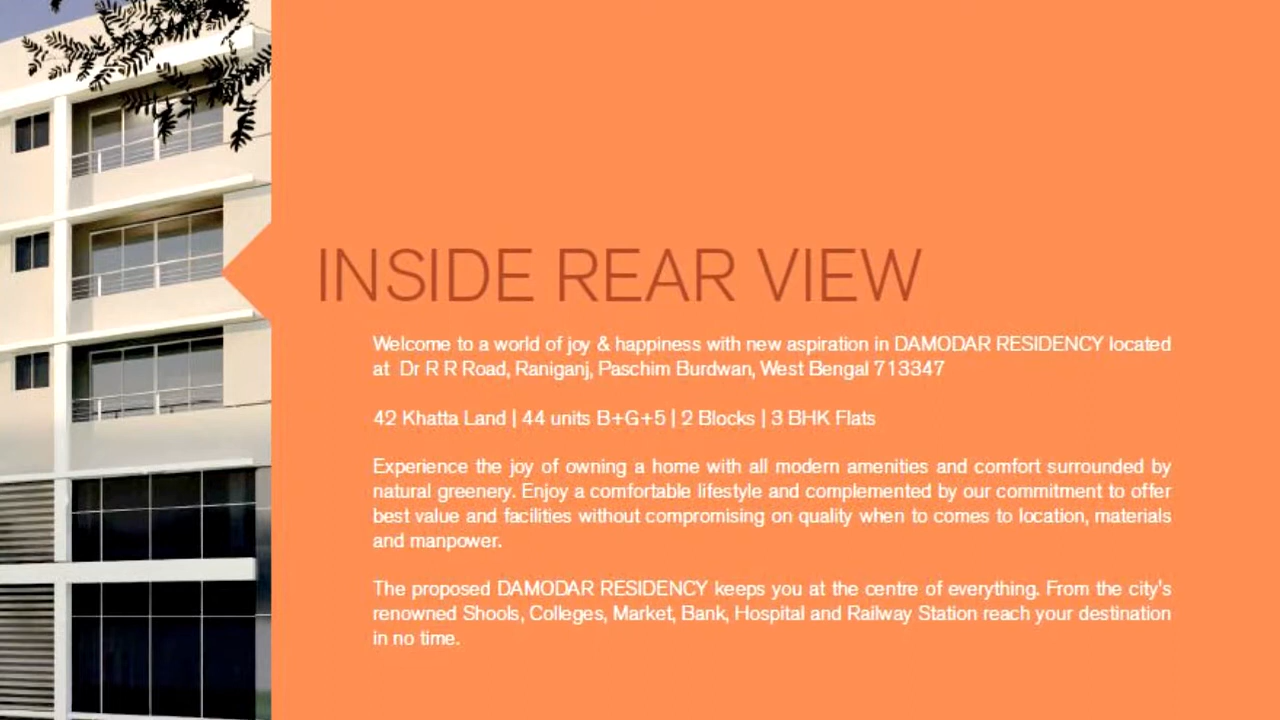 INSIDE REAR VIEW
Welcome to a world of joy & happiness with new aspiration in DAMODAR RESIDENCY located
at Dr R R Road, Raniganj, Paschim Burdwan, West Bengal 713347
42 Khatta Land | 44 units B+G+5 | 2 Blocks | 3 BHK Flats
Experience the joy of owning a home with all modern amenities and comfort surrounded by
natural greenery. Enjoy a comfortable lifestyle and complemented by our commitment to offer
best value and facilities without compromising on quality when to comes to location, materials
and manpower.
The proposed DAMODAR RESIDENCY keeps you at the centre of everything. From the city's
renowned Shools, Colleges, Market, Bank, Hospital and Railway Station reach your destination
in no time.